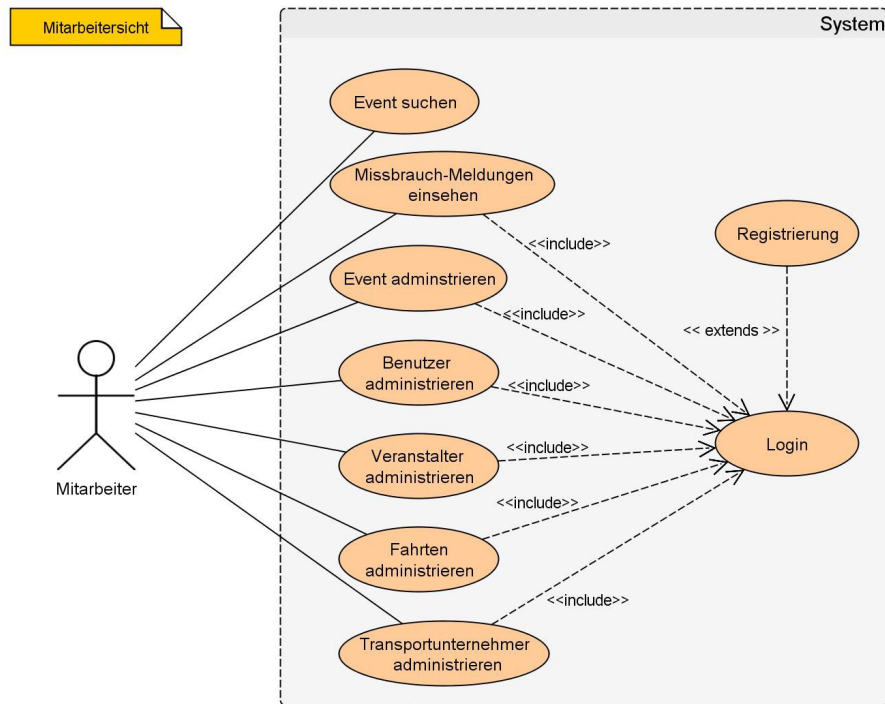 Mitarbeitersicht
System
Event suchen
Missbrauch-Meldungen
einsehen
<<include>>
Registrierung
Event adminstrieren
<<include>>
<< extends >>
Benutzer
administrieren
<<include>>
Veranstalter
administrieren
<<include>>
Login
Mitarbeiter
Fahrten
administrieren
<<include>>
Transportunternehmer
administrieren
<<include>>